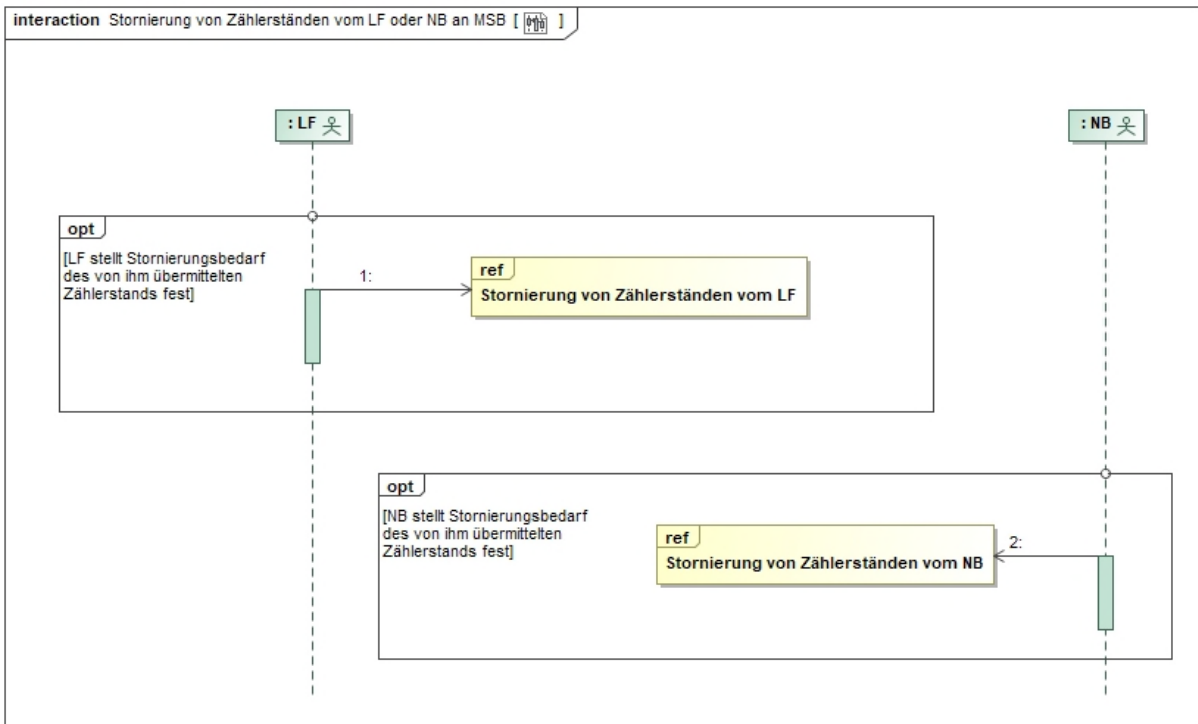 interaction Stornierung von Zählerständen vom LF oder NB an MSB [ ]
: LF
: NB
opt
[LF stellt Stornierungsbedarf
des von ihm übermittelten
Zählerstands fest]
1:
ref
Stornierung von Zählerständen vom LF
opt
[NB stellt Stornierungsbedarf
des von ihm übermittelten
Zählerstands fest]
ref
Stornierung von Zählerständen vom NB
2: